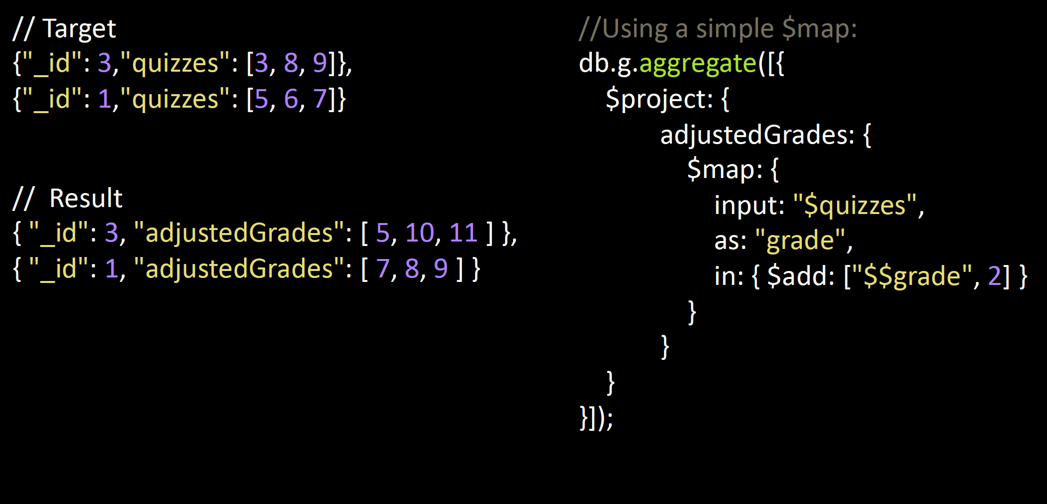 // Target
{"_id": 3,"quizzes": [3, 8, 9]},
{"_id": 1,"quizzes": [5, 6, 7]}
//  Result
{ "_id": 3, "adjustedGrades": [ 5, 10, 11 ] },
{ "_id": 1, "adjustedGrades": [ 7, 8, 9 ] }
//Using a simple $map:
db.g.aggregate([{
$project: {
adjustedGrades: {
$map: {
input: "$quizzes",
as: "grade",
in: { $add: ["$$grade", 2] }
}
}
}
}]);